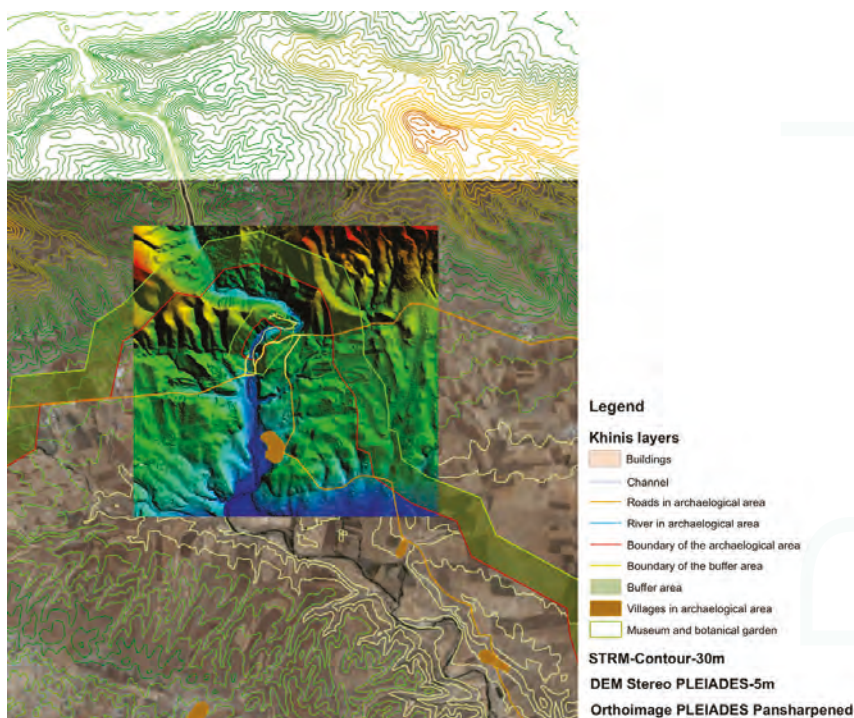 Legend
Khinis layers
Buildings
Channel
Roads in archaelogical area
River in archaelogical area
Boundary of the archaelogical area
Boundary of the buffer area
Buffer area
Villages in archaelogical area
Museum and botanical garden
STRM-Contour-30m
DEM Stereo PLEIADES-5m
Orthoimage PLEIADES Pansharpened